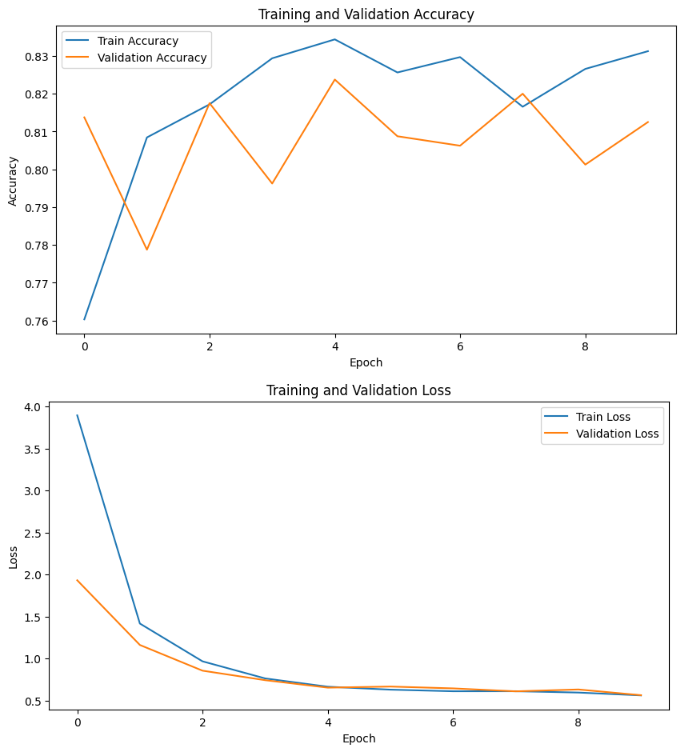 Training and Validation Accuracy
Train Accuracy
Validation Accuracy
0.83
0.82
0.81
0.80
0.79
0.78
0.77
0.76
Accuracy
0 2 4 6 8
Epoch
Training and Validation Loss
Train Loss
Validation Loss
4.0
3.5
3.0
2.5
2.0
1.5
1.0
0.5
Loss
0 2 4 6 8
Epoch